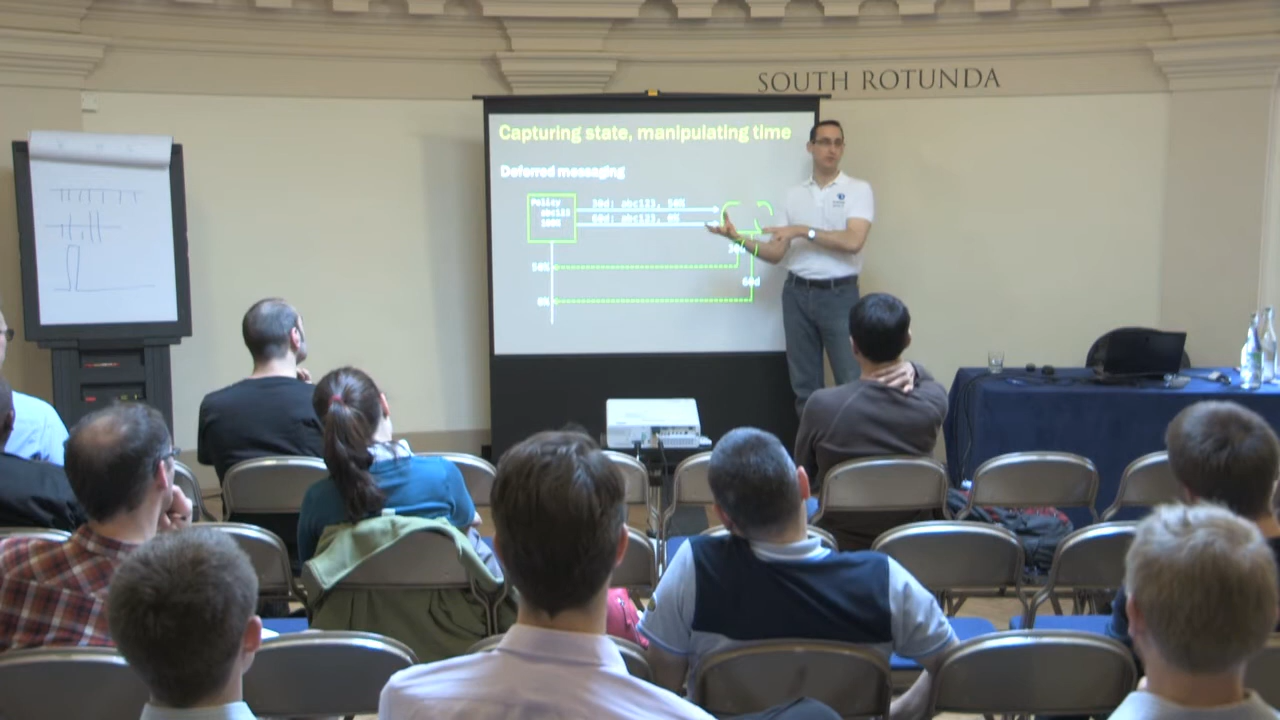 SOUTH ROTUNDA
Capturing state, manipulating time
Deferred messaging
Policy
abc123
100%
30d: abc123, 50%
60d: abc123, 0%
50%
60d
0%